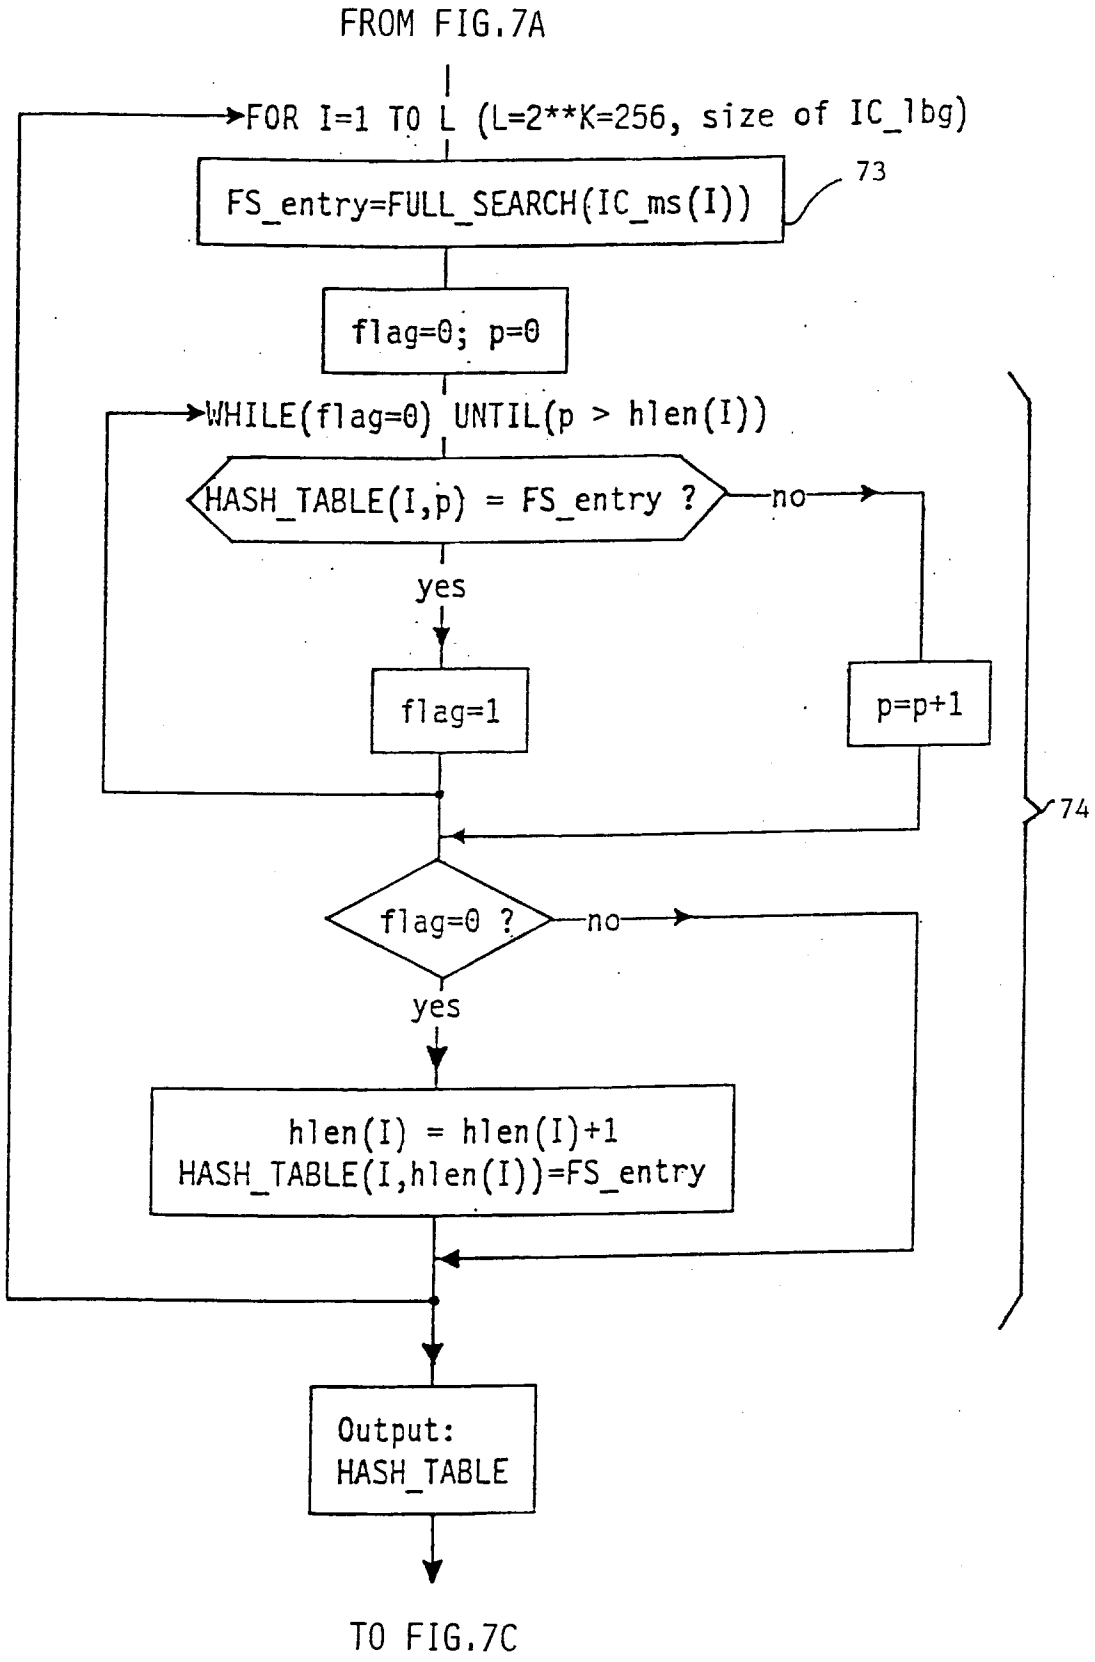 FROM FIG.7A
FOR I=1 TO L (L=2**K=256, size of IC_lbg)
FS_entry=FULL_SEARCH(IC_ms(I))
73
flag=0; p=0
WHILE(flag=0) UNTIL(p > hlen(I))
HASH_TABLE(I,p) = FS_entry ?
no
yes
flag=1
p=p+1
74
flag=0 ?
no
yes
hlen(I) = hlen(I)+1
HASH_TABLE(I,hlen(I))=FS_entry
Output:
HASH_TABLE
TO FIG.7C